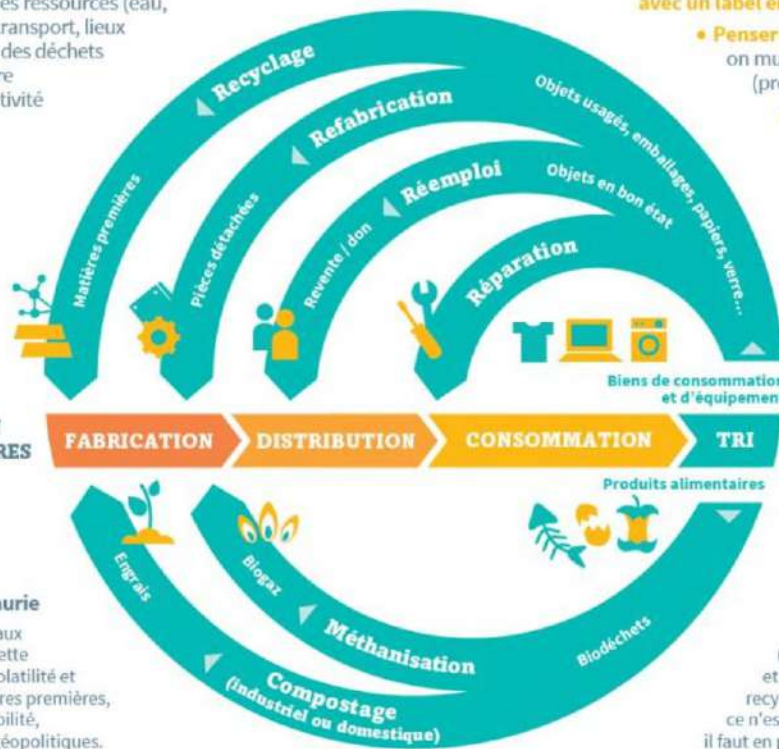 es ressources (eau,
ransport, lieux
des déchets
re
tivité
avec un label
• Penser
on mu
(pr
Recyclage
Refabrication
Réemploi
Réparation
Objets usagés, emballages, papiers, verre...
Objets en bon état
Matières premières
Pièces détachées
Revente / don
Biens de consommation
et d'équipemen
RES
FABRICATION
DISTRIBUTION
CONSOMMATION
TRI
Produits alimentaires
Engrais
Biogaz
Méthanisation
Compostage
(industriel ou domestique)
Biodéchets
urie
aux
ette
olatilité et
res premières,
bilité,
éopolitiques.
et
recy
ce n'es
il faut en